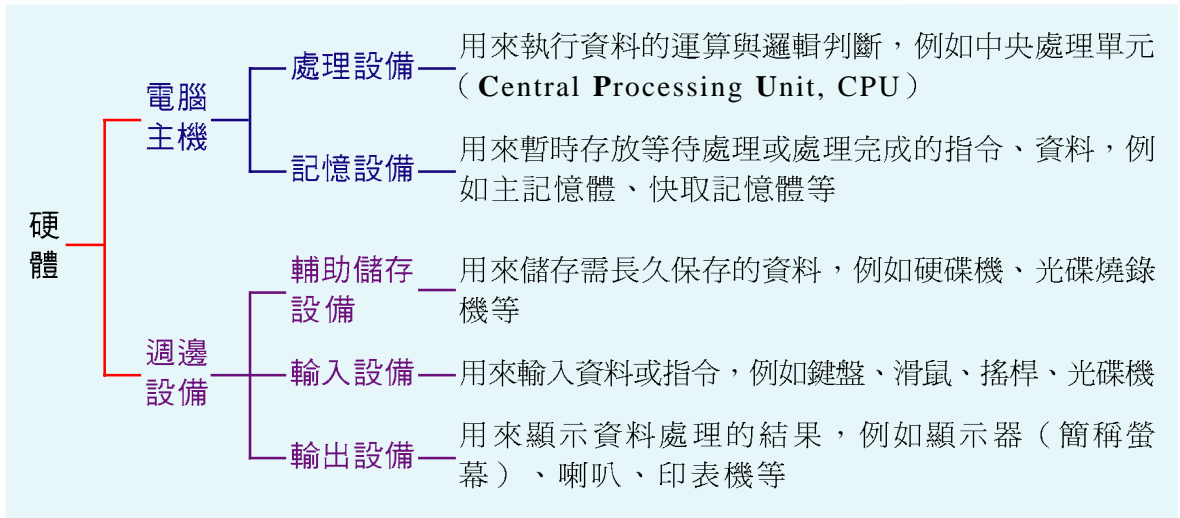 硬
體
電腦
主機
處理設備
用來執行資料的運算與邏輯判斷，例如中央處理單元
（Central Processing Unit, CPU）
記憶設備
用來暫時存放等待處理或處理完成的指令、資料，例
如主記憶體、快取記憶體等
週邊
設備
輔助儲存
設備
用來儲存需長久保存的資料，例如硬碟機、光碟燒錄
機等
輸入設備
用來輸入資料或指令，例如鍵盤、滑鼠、搖桿、光碟機
輸出設備
用來顯示資料處理的結果，例如顯示器（簡稱螢
幕）、喇叭、印表機等